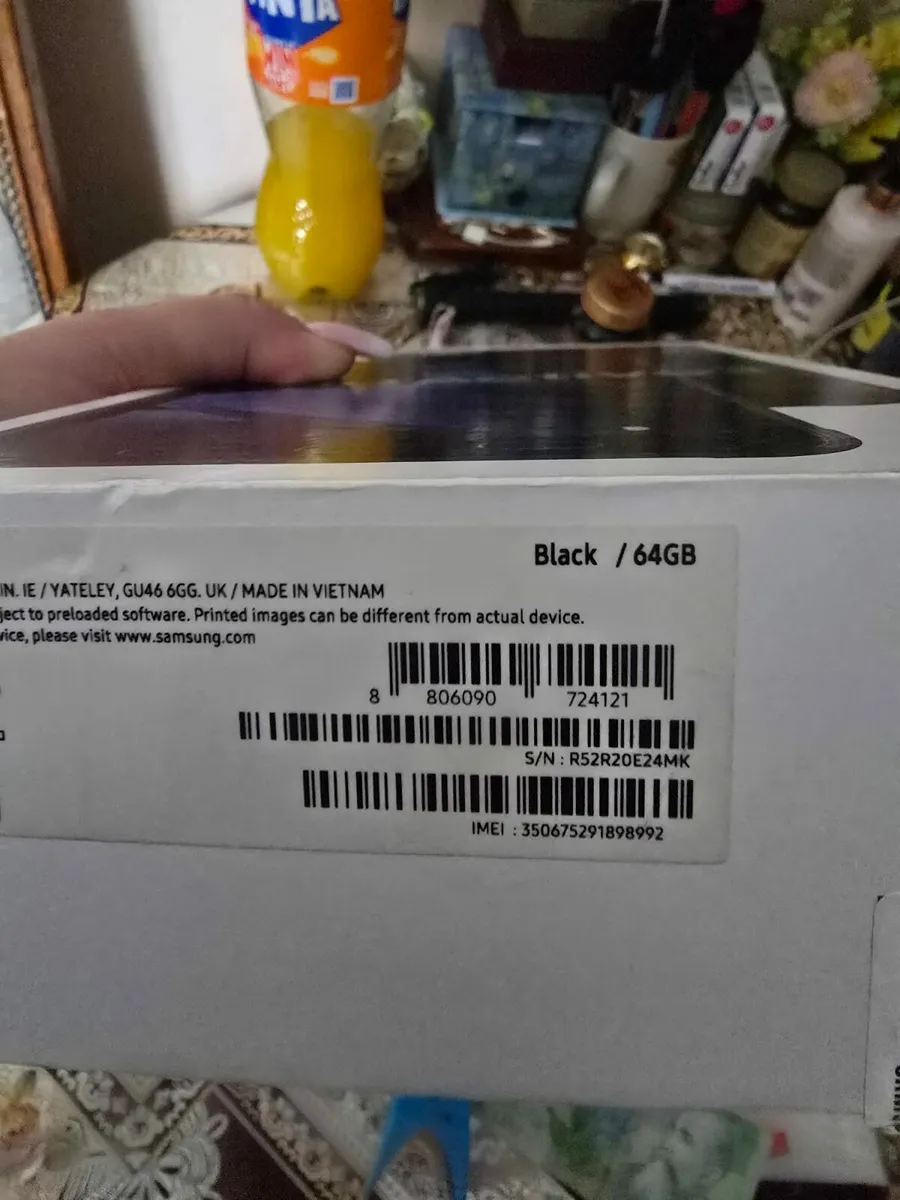 Black / 64GB
IN. IE / YATELEY, GU46 6GG. UK / MADE IN VIETNAM
ject to preloaded software. Printed images can be different from actual device.
vice, please visit www.samsung.com
8 806090 724121
S/N : R52R20E24MK
IMEI : 350675291898992